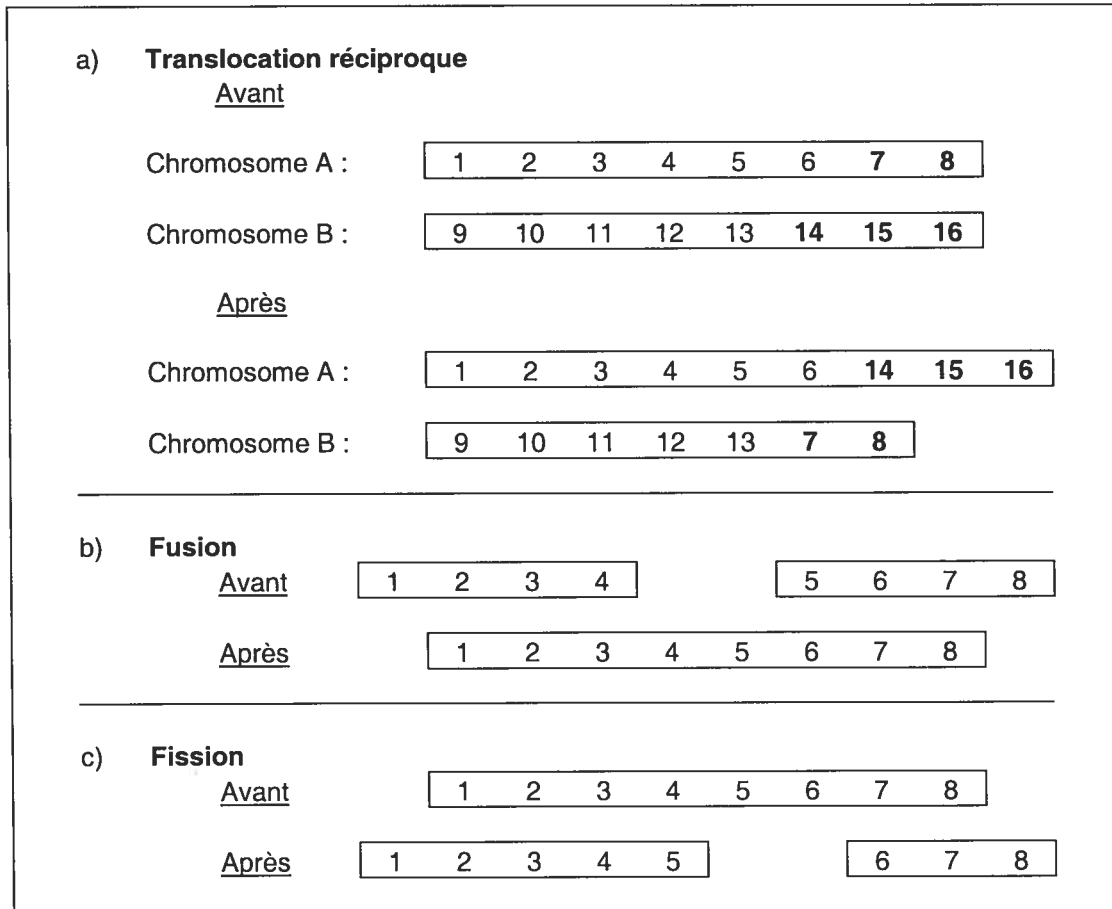 a) Translocation réciproque
Avant
Chromosome A : 1 2 3 4 5 6 7 8
Chromosome B : 9 10 11 12 13 14 15 16
Après
Chromosome A : 1 2 3 4 5 6 14 15 16
Chromosome B : 9 10 11 12 13 7 8
b) Fusion
Avant 1 2 3 4 5 6 7 8
Après 1 2 3 4 5 6 7 8
c) Fission
Avant 1 2 3 4 5 6 7 8
Après 1 2 3 4 5 6 7 8